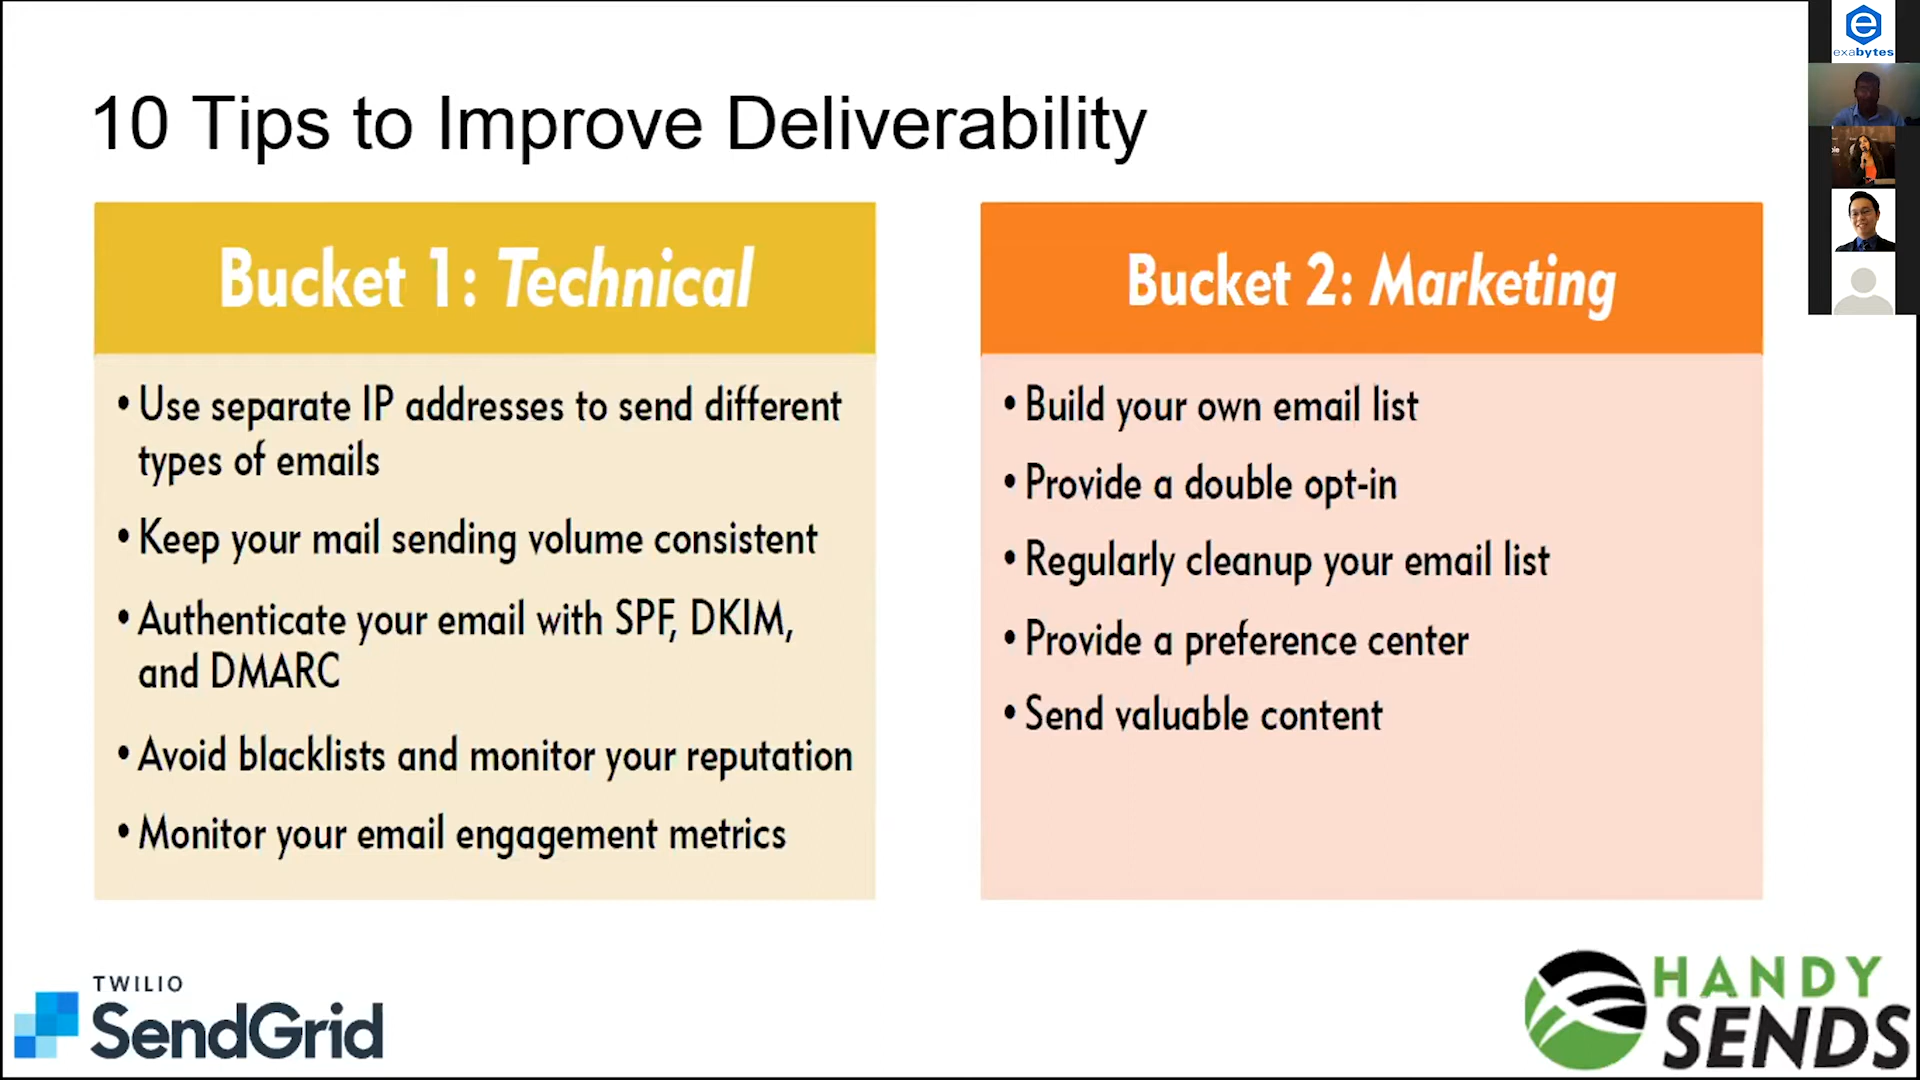 10 Tips to Improve Deliverability
Bucket 1: Technical
• Use separate IP addresses to send different
types of emails
• Keep your mail sending volume consistent
• Authenticate your email with SPF, DKIM,
and DMARC
• Avoid blacklists and monitor your reputation
• Monitor your email engagement metrics
Bucket 2: Marketing
• Build your own email list
• Provide a double opt-in
• Regularly cleanup your email list
• Provide a preference center
• Send valuable content
TWILIO
SendGrid
HANDY
SENDS
e
exabytes